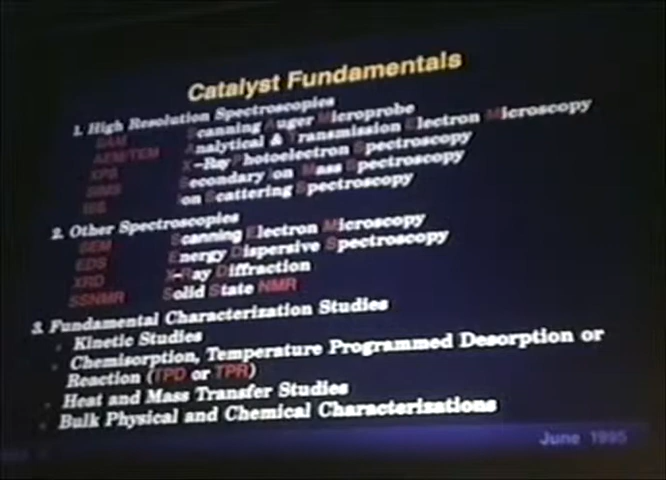 Catalyst Fundamentals
1. High Resolution Spectroscopies
SAM Scanning Auger Microprobe
AEM/TEM Analytical & Transmission Electron Microscopy
XPS X-Ray Photoelectron Spectroscopy
SIMS Secondary Ion Mass Spectroscopy
ISS Ion Scattering Spectroscopy
2. Other Spectroscopies
SEM Scanning Electron Microscopy
EDS Energy Dispersive Spectroscopy
XRD X-Ray Diffraction
SSNMR Solid State NMR
3. Fundamental Characterization Studies
Kinetic Studies
Chemisorption, Temperature Programmed Desorption or
Reaction (TPD or TPR)
Heat and Mass Transfer Studies
Bulk Physical and Chemical Characterizations
June 1995